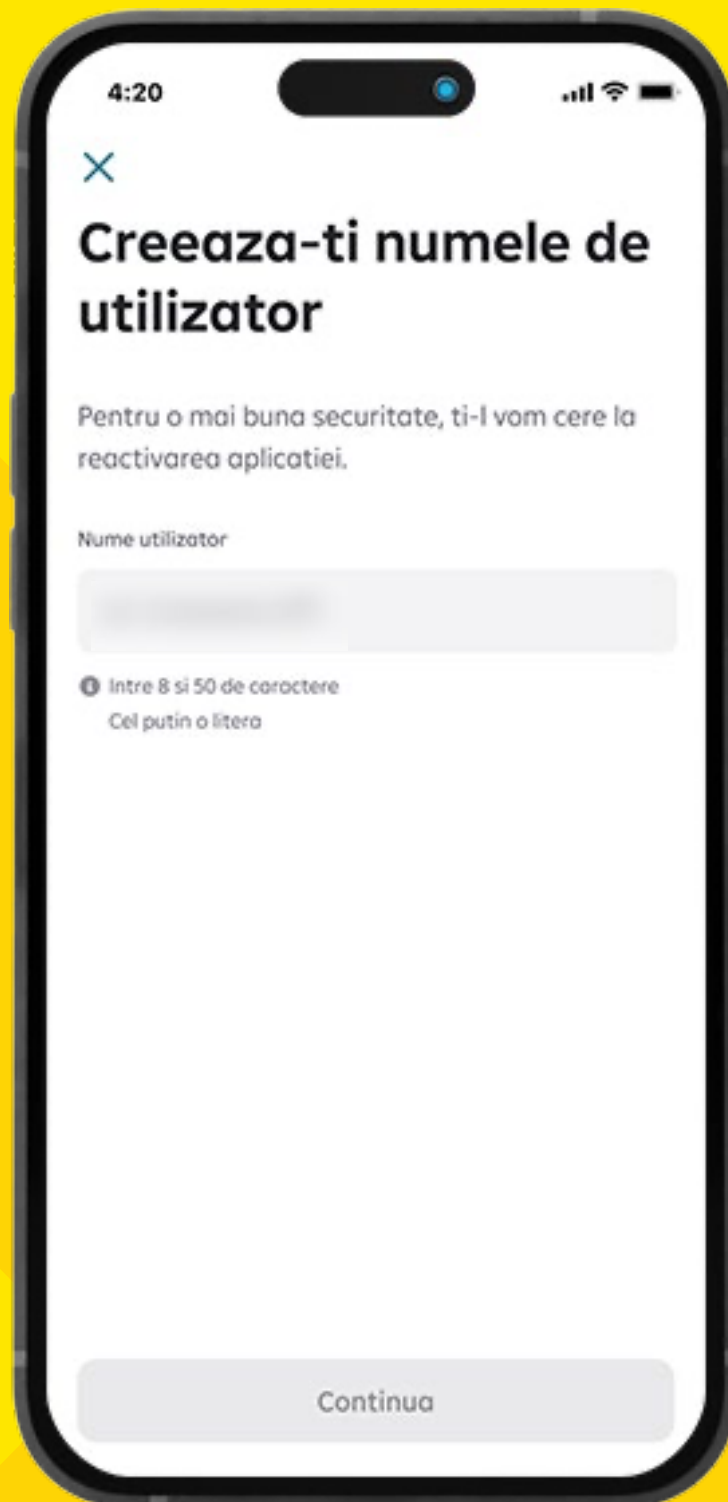 4:20
Creeaza-ti numele de
utilizator
Pentru o mai buna securitate, ti-l vom cere la
reactivarea aplicatiei.
Nume utilizator
Intre 8 si 50 de caractere
Cel putin o litera
Continua